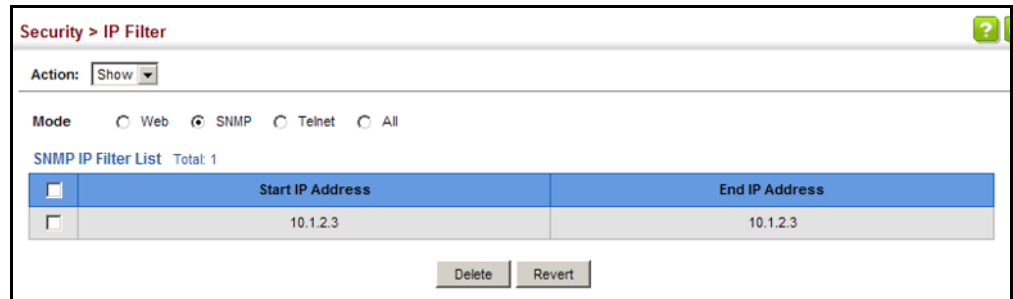 Security > IP Filter
?
Action: Show
Mode Web SNMP Telnet All
SNMP IP Filter List Total: 1
Start IP Address End IP Address
10.1.2.3 10.1.2.3
Delete Revert